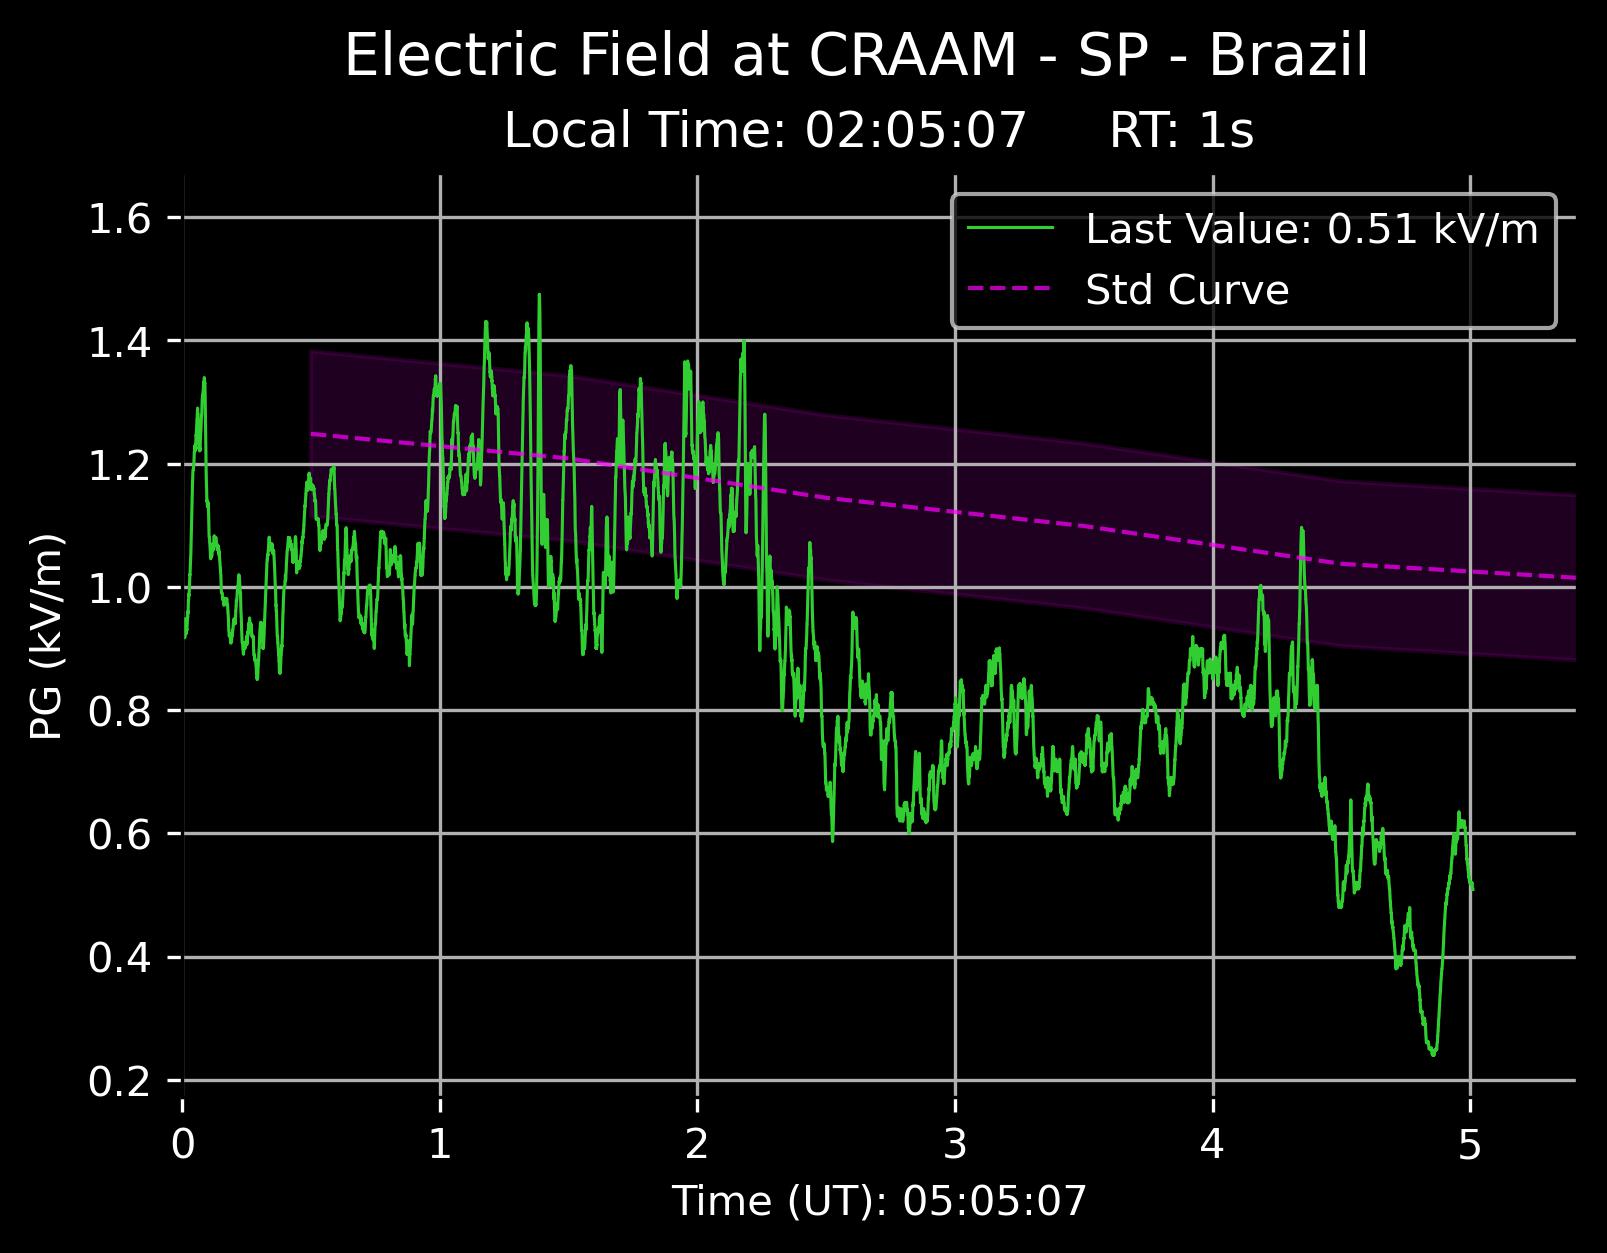 Electric Field at CRAAM - SP - Brazil
Local Time: 02:05:07 RT: 1s
Last Value: 0.51 kV/m
Std Curve
PG (kV/m)
1.6
1.4
1.2
1.0
0.8
0.6
0.4
0.2
0 1 2 3 4 5
Time (UT): 05:05:07